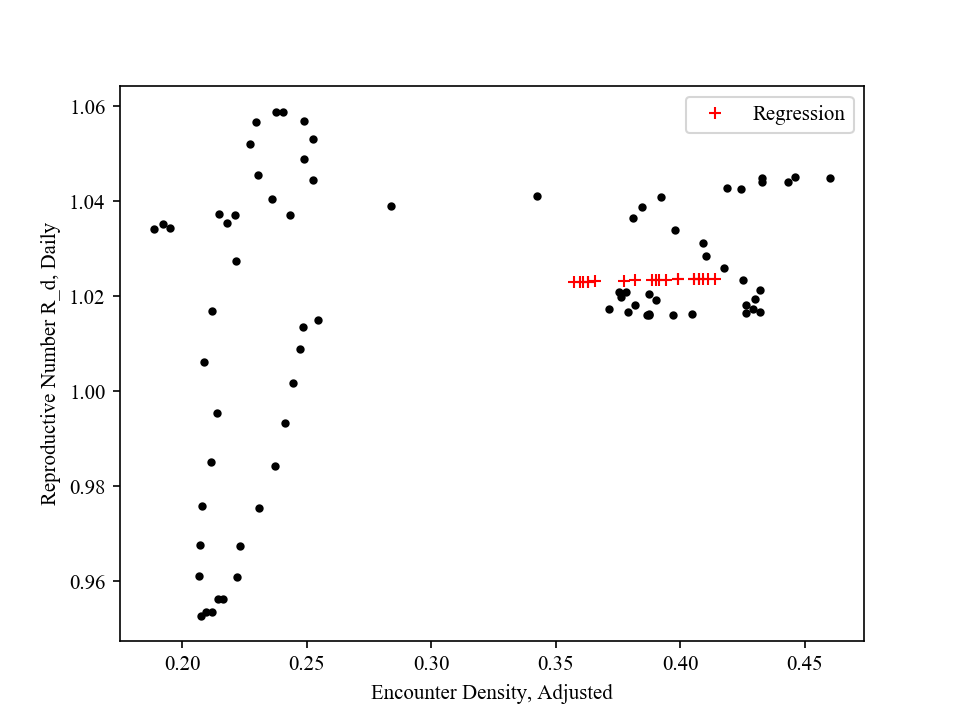 1.06
1.04
1.02
1.00
0.98
0.96
Reproductive Number R_d, Daily
Regression
0.20 0.25 0.30 0.35 0.40 0.45
Encounter Density, Adjusted